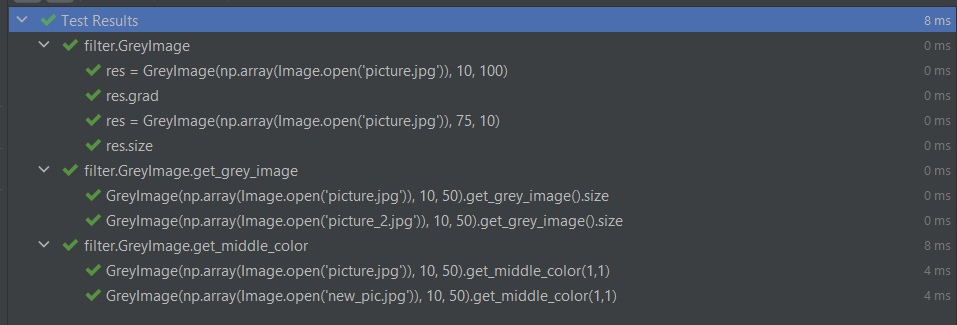 Test Results 8 ms
filter.GreyImage 0 ms
res = GreyImage(np.array(Image.open('picture.jpg')), 10, 100) 0 ms
res.grad 0 ms
res = GreyImage(np.array(Image.open('picture.jpg')), 75, 10) 0 ms
res.size 0 ms
filter.GreyImage.get_grey_image 0 ms
GreyImage(np.array(Image.open('picture.jpg')), 10, 50).get_grey_image().size 0 ms
GreyImage(np.array(Image.open('picture_2.jpg')), 10, 50).get_grey_image().size 0 ms
filter.GreyImage.get_middle_color 8 ms
GreyImage(np.array(Image.open('picture.jpg')), 10, 50).get_middle_color(1,1) 4 ms
GreyImage(np.array(Image.open('new_pic.jpg')), 10, 50).get_middle_color(1,1) 4 ms